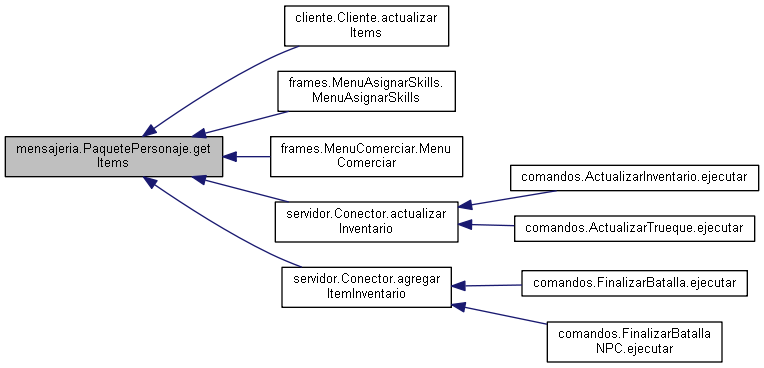 cliente.Cliente.actualizar
Items
frames.MenuAsignarSkills.
MenuAsignarSkills
mensajeria.PaquetePersonaje.get
Items
frames.MenuComerciar.Menu
Comerciar
comandos.ActualizarInventario.ejecutar
servidor.Conector.actualizar
Inventario
comandos.ActualizarTrueque.ejecutar
servidor.Conector.agregar
ItemInventario
comandos.FinalizarBatalla.ejecutar
comandos.FinalizarBatalla
NPC.ejecutar